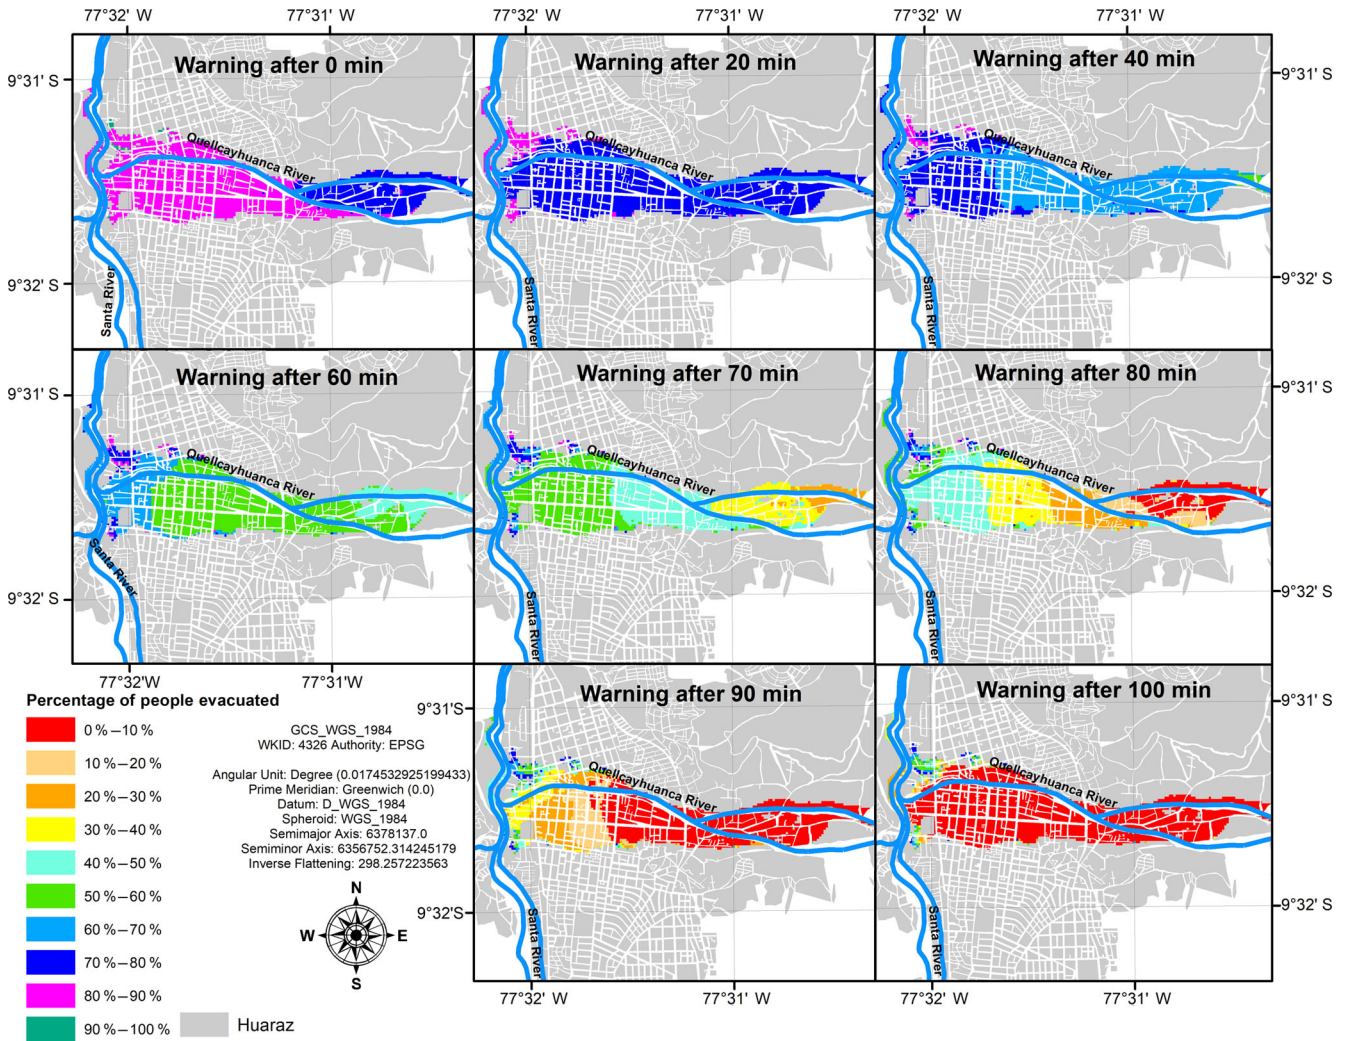 77°32' W
77°31' W
77°32' W
77°31' W
77°32' W
77°31' W
Warning after 0 min
Warning after 20 min
Warning after 40 min
9°31' S
9°31' S
Quellcayhuanca River
Quellcayhuanca River
Quellcayhuanca River
9°32' S
9°32' S
Santa River
Santa River
Santa River
Warning after 60 min
Warning after 70 min
Warning after 80 min
9°31' S
9°31' S
Quellcayhuanca River
Quellcayhuanca River
Quellcayhuanca River
9°32' S
9°32' S
Santa River
Santa River
Santa River
77°32'W
77°31'W
Warning after 90 min
Warning after 100 min
9°31'S
9°31' S
Quellcayhuanca River
Quellcayhuanca River
9°32'S
9°32' S
Santa River
Santa River
77°32' W
77°31' W
77°32' W
77°31' W
Percentage of people evacuated
0 %–10 %
10 %–20 %
20 %–30 %
30 %–40 %
40 %–50 %
50 %–60 %
60 %–70 %
70 %–80 %
80 %–90 %
90 %–100 %
Huaraz
GCS_WGS_1984
WKID: 4326 Authority: EPSG
Angular Unit: Degree (0.0174532925199433)
Prime Meridian: Greenwich (0.0)
Datum: D_WGS_1984
Spheroid: WGS_1984
Semimajor Axis: 6378137.0
Semiminor Axis: 6356752.314245179
Inverse Flattening: 298.257223563
N
W
E
S